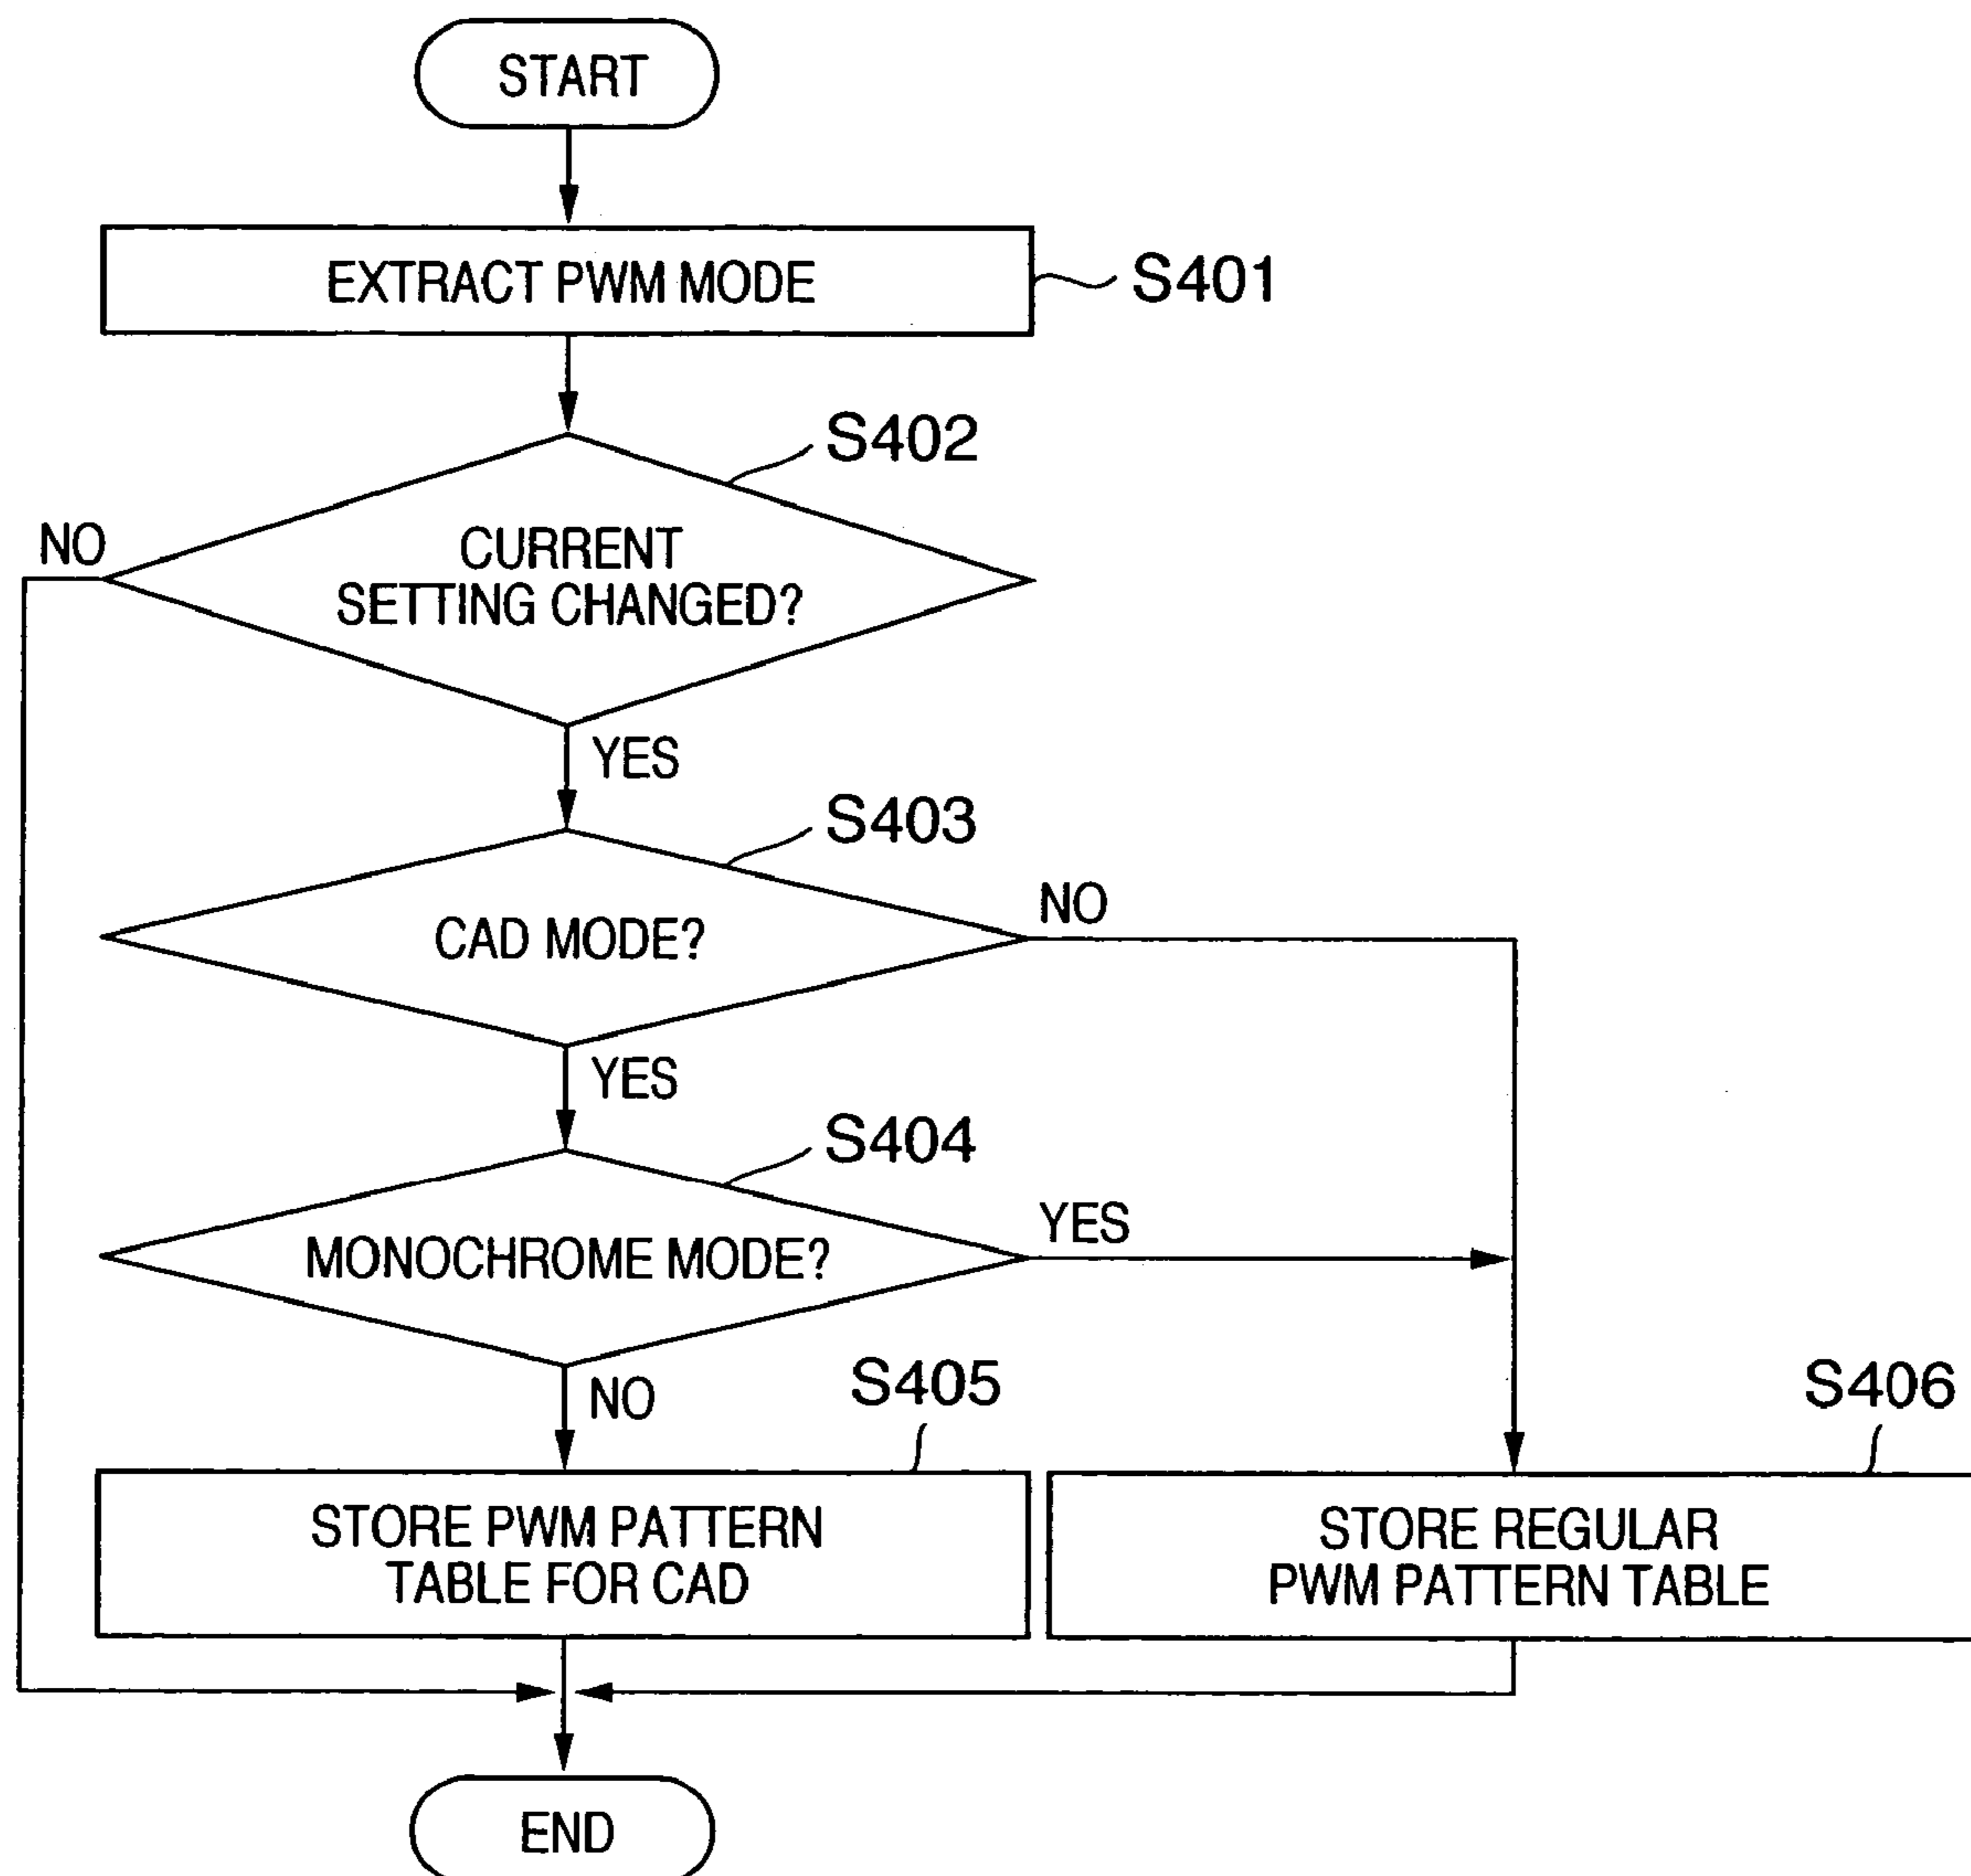 START
EXTRACT PWM MODE
S401
S402
NO
CURRENT
SETTING CHANGED?
YES
S403
NO
CAD MODE?
YES
S404
YES
MONOCHROME MODE?
NO
S405
S406
STORE PWM PATTERN
TABLE FOR CAD
STORE REGULAR
PWM PATTERN TABLE
END